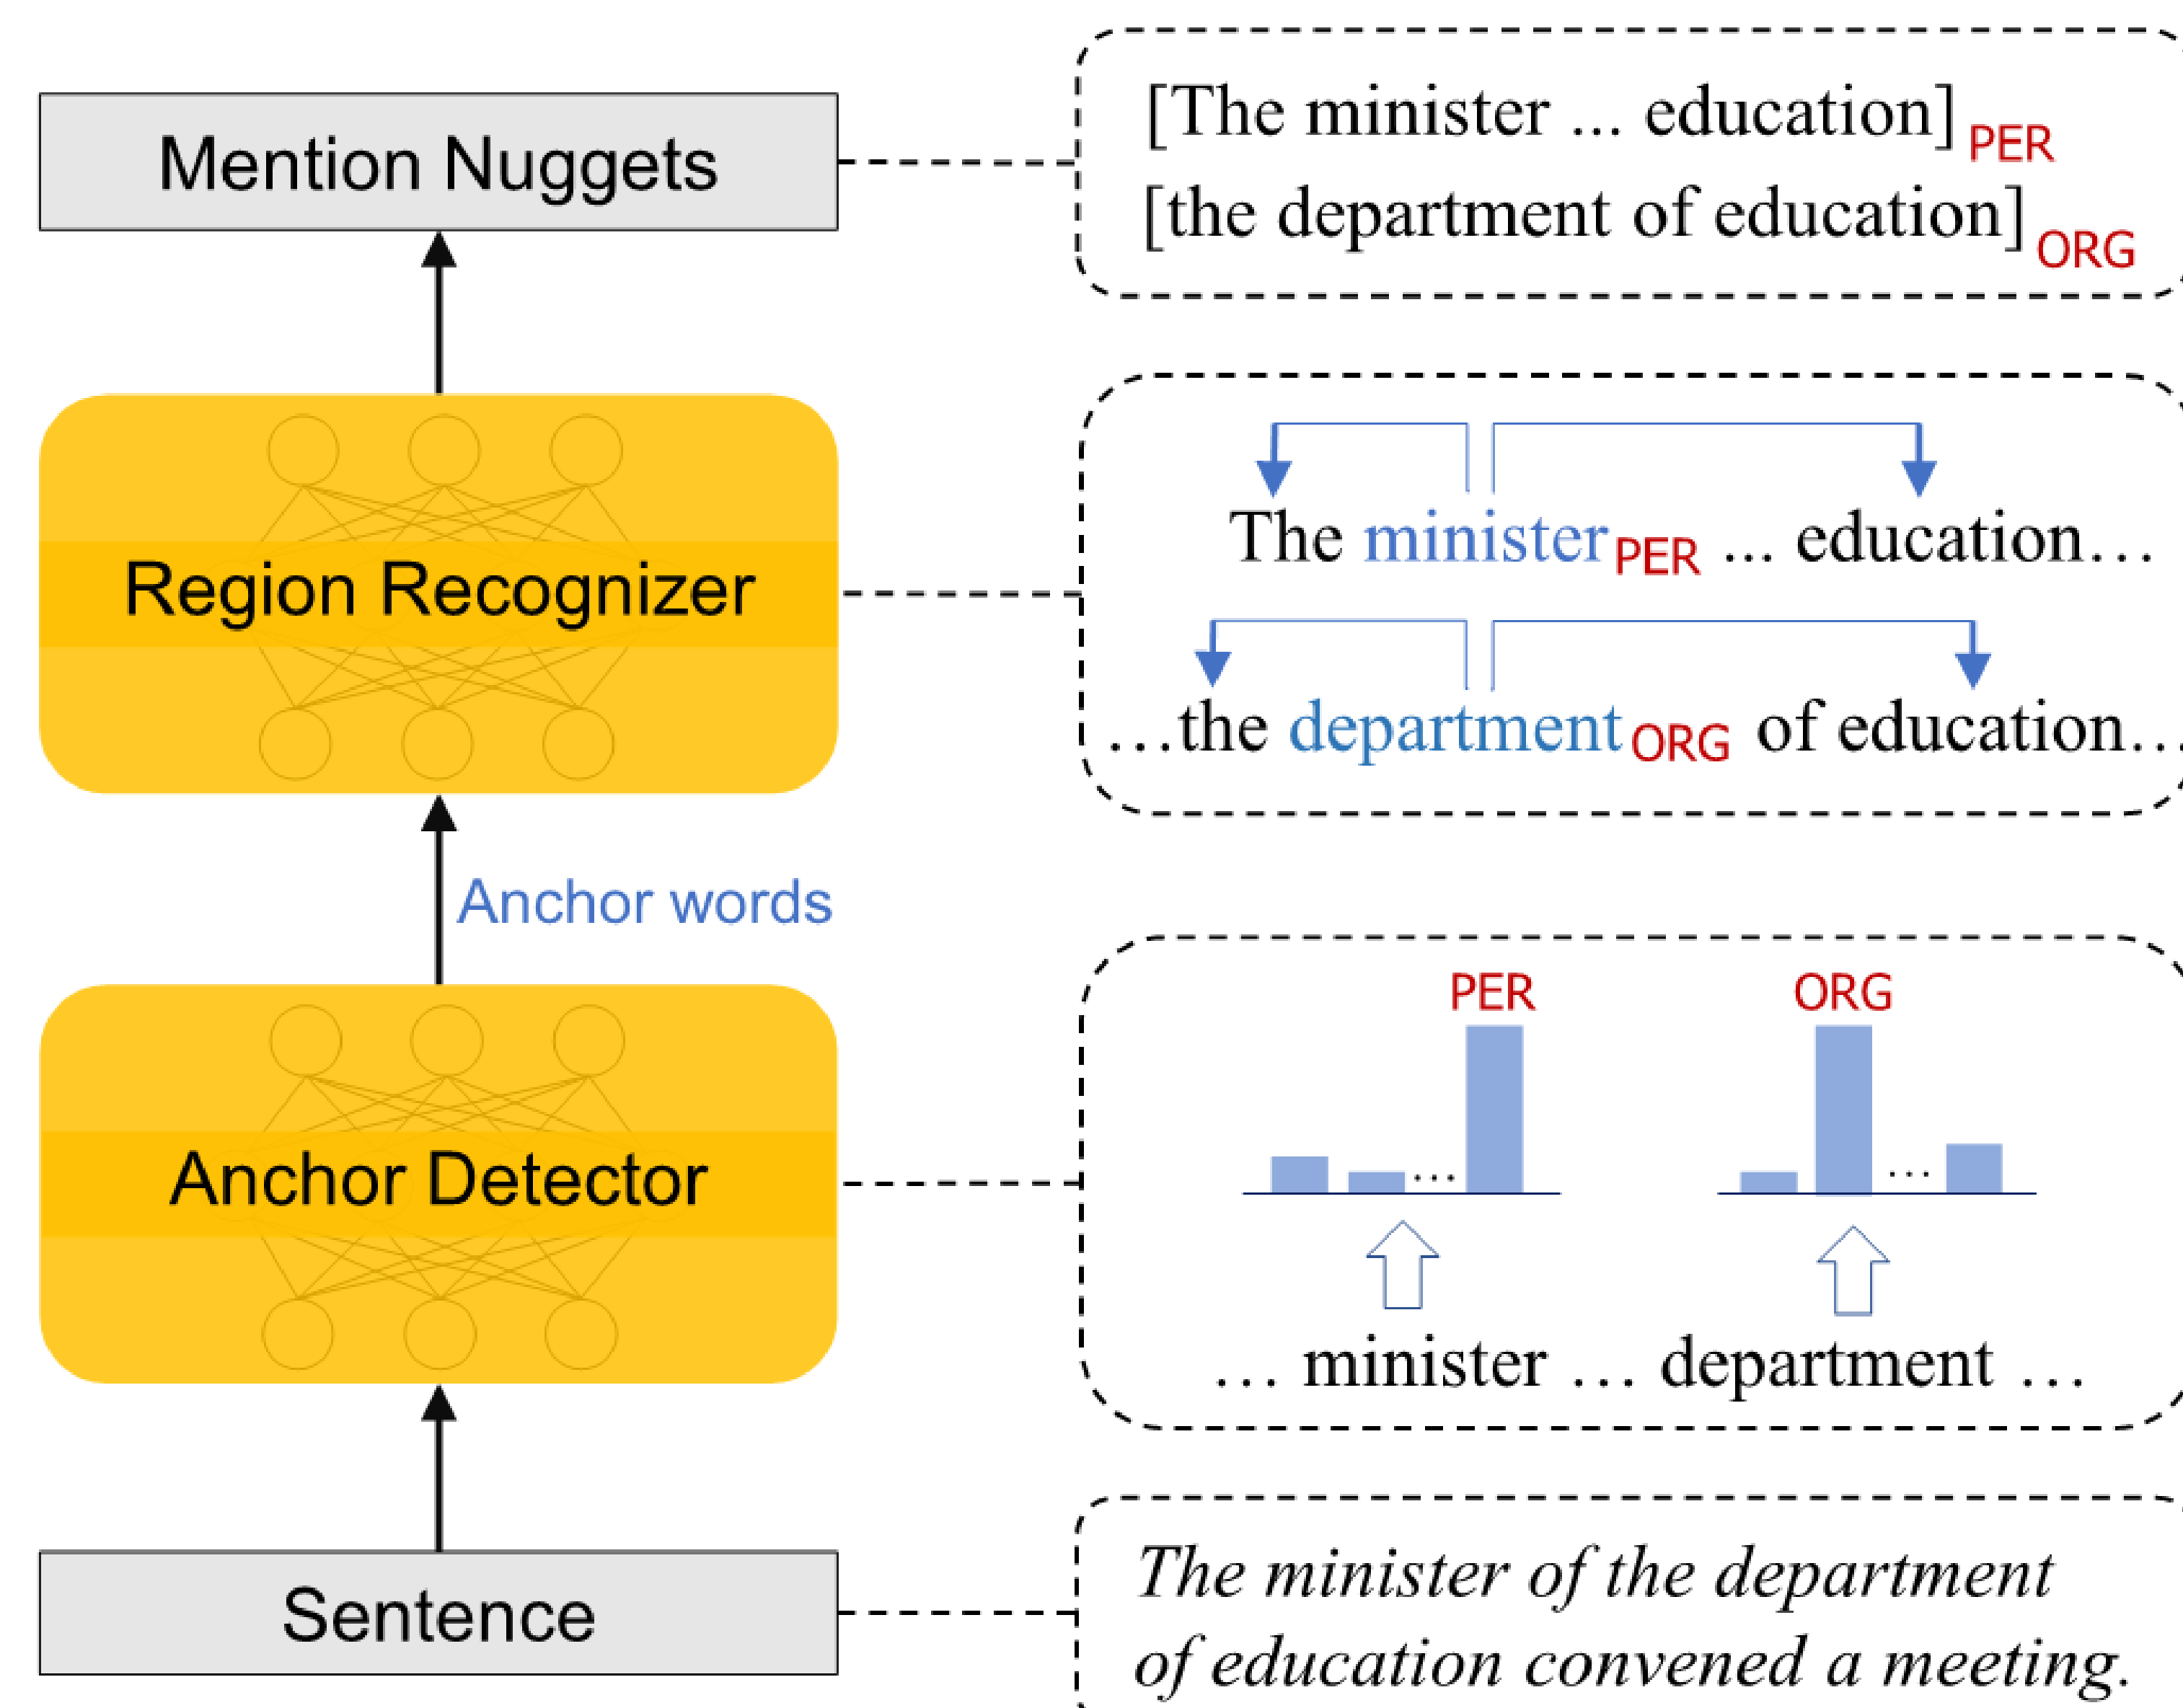 Mention Nuggets
[The minister ... education] PER
[the department of education] ORG
Region Recognizer
The minister PER ... education...
...the department ORG of education...
Anchor words
PER ORG
... ...
Anchor Detector
... minister ... department ...
Sentence
The minister of the department
of education convened a meeting.